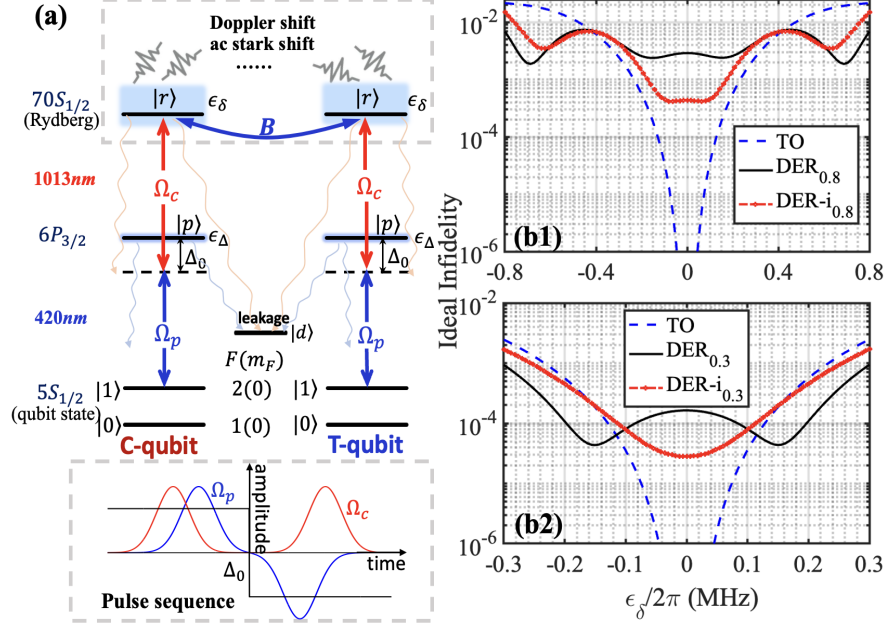 (a)
Doppler shift
ac stark shift
......
70S1/2
(Rydberg)
|r⟩
ϵδ
B
|r⟩
ϵδ
1013nm
Ωc
Ωc
6P3/2
|p⟩
ϵΔ
Δ0
|p⟩
ϵΔ
Δ0
420nm
Ωp
leakage
|d⟩
Ωp
F(mF)
5S1/2
(qubit state)
|1⟩
2(0)
|1⟩
|0⟩
1(0)
|0⟩
C-qubit
T-qubit
Ωp
Ωc
amplitude
time
Δ0
Pulse sequence
Ideal Infidelity
10-2
10-4
10-6
TO
DER0.8
DER-i0.8
(b1)
-0.8
-0.4
0
0.4
0.8
10-2
10-4
10-6
TO
DER0.3
DER-i0.3
(b2)
-0.3
-0.2
-0.1
0
0.1
0.2
0.3
ϵδ/2π (MHz)